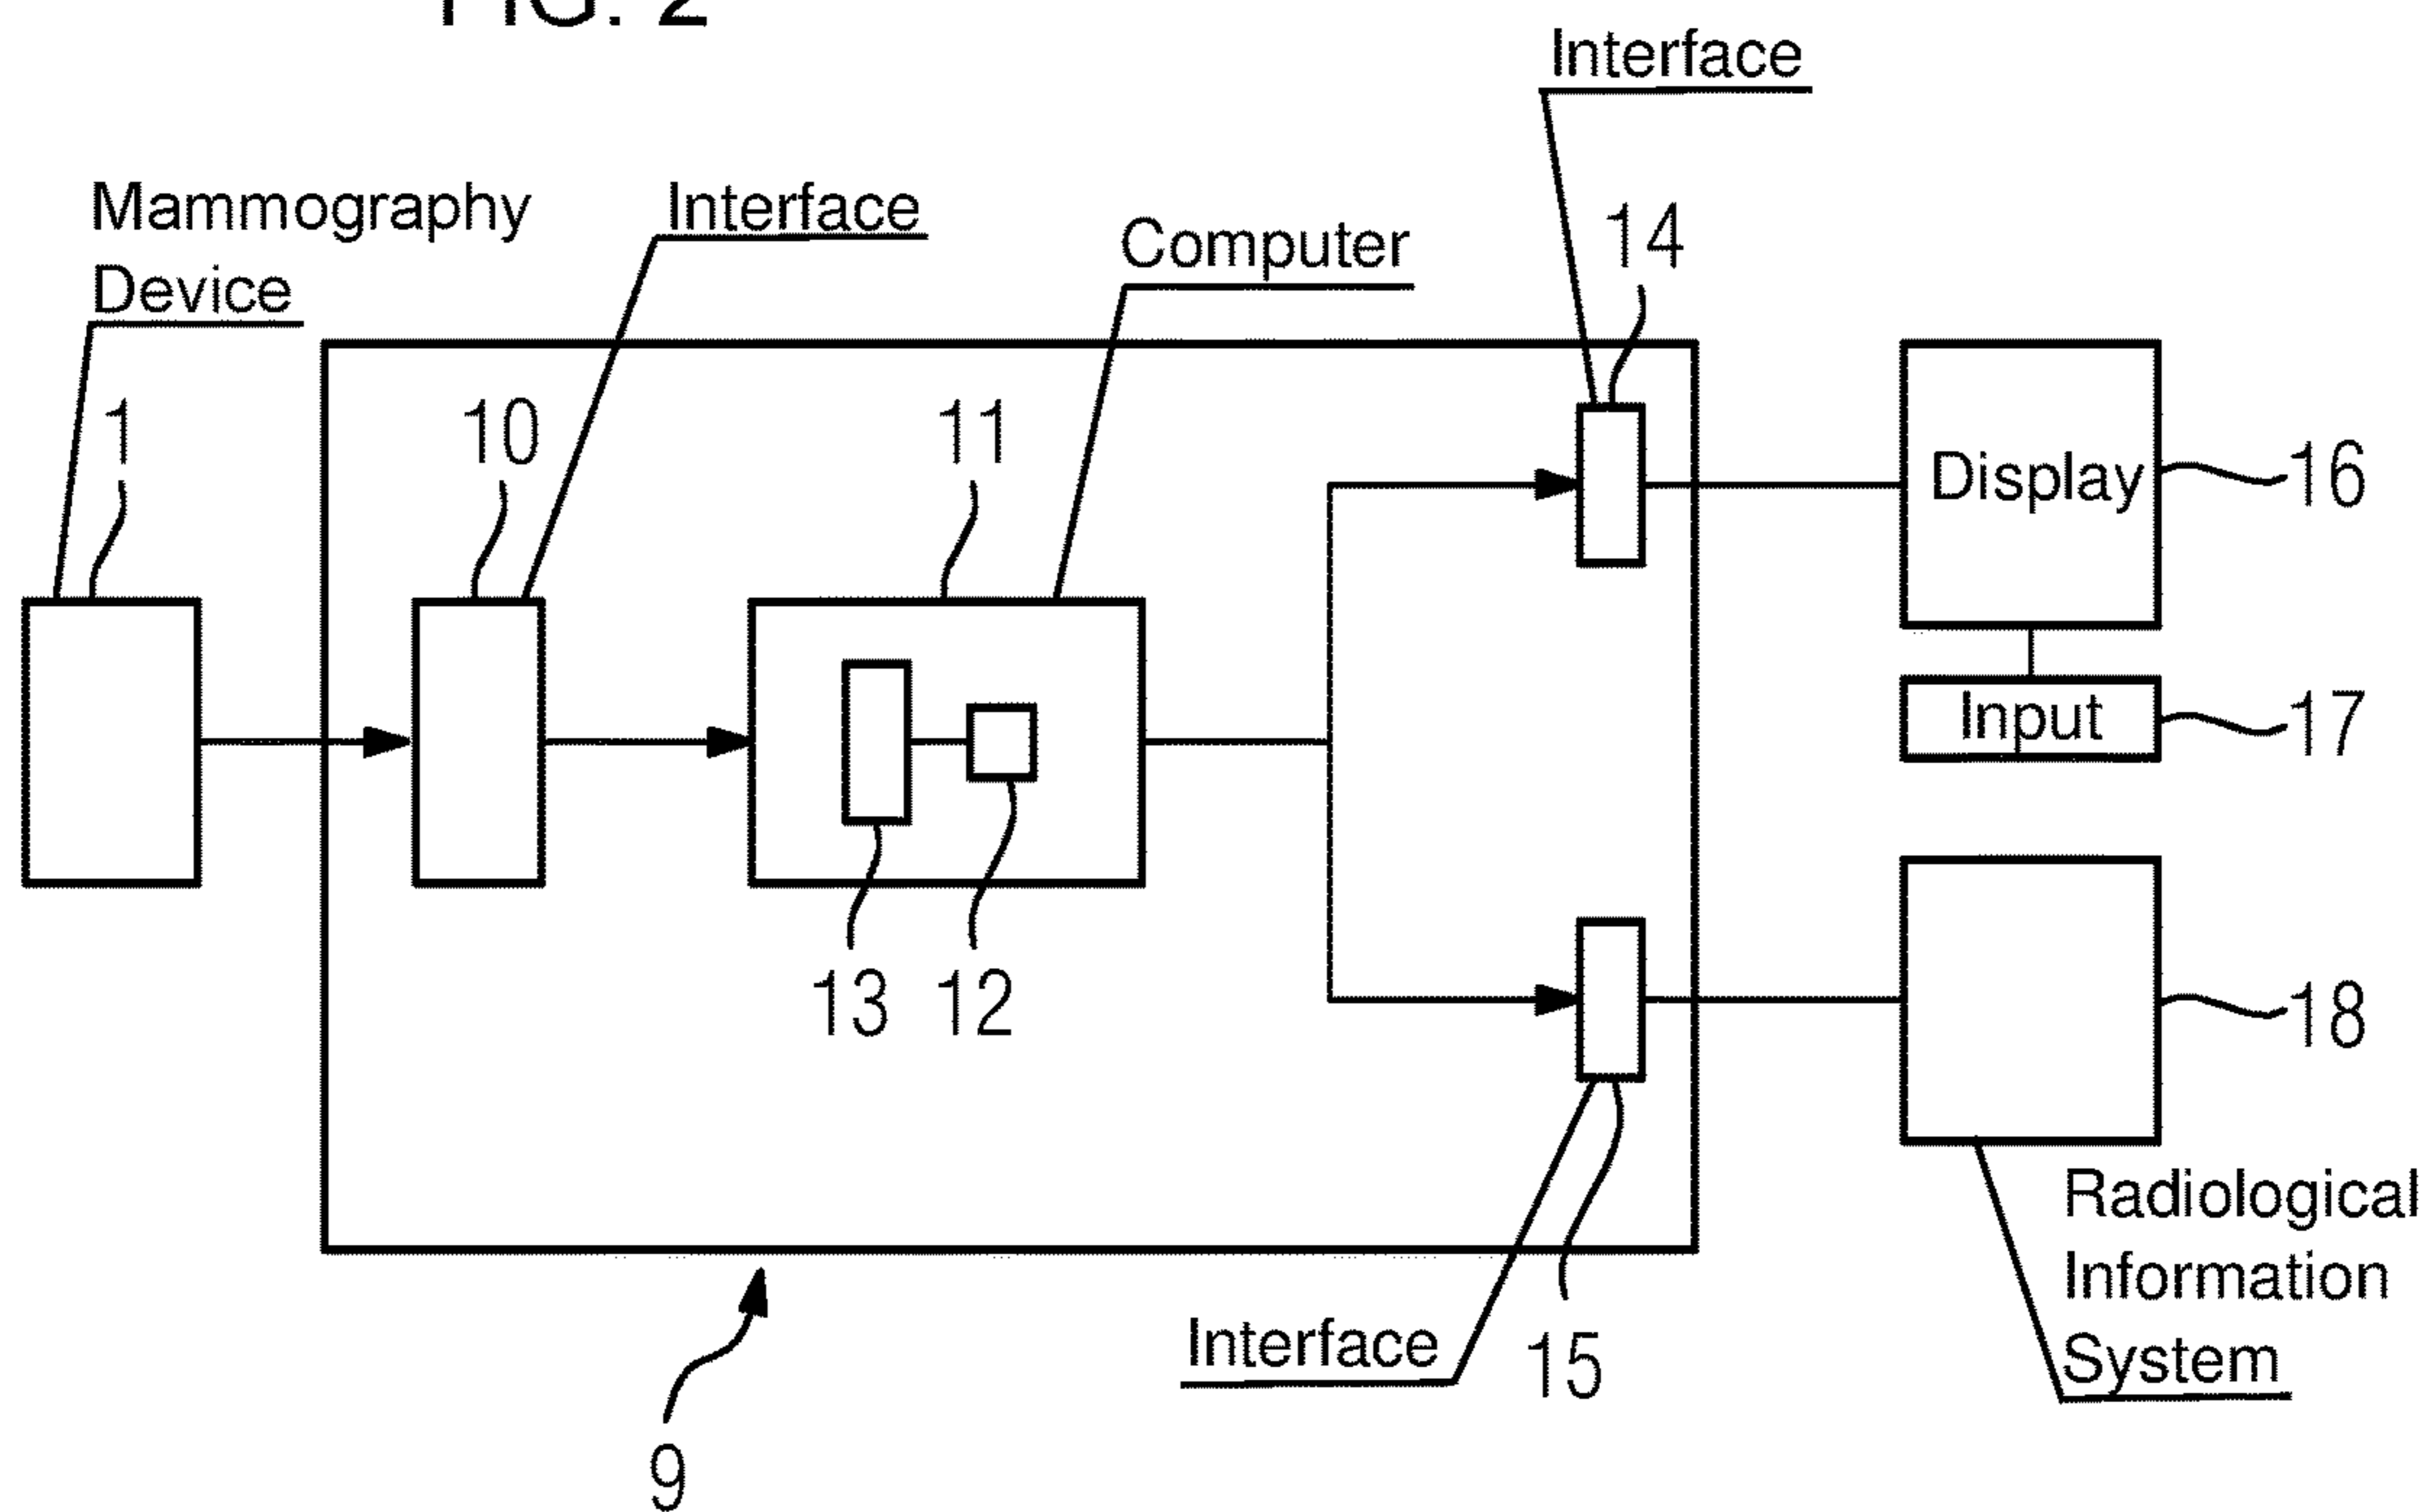 FIG. 2
Interface
Mammography
Device
Interface
Computer
14
1
10
11
Display
16
Input
17
13
12
18
Radiological
Information
System
Interface
15
9